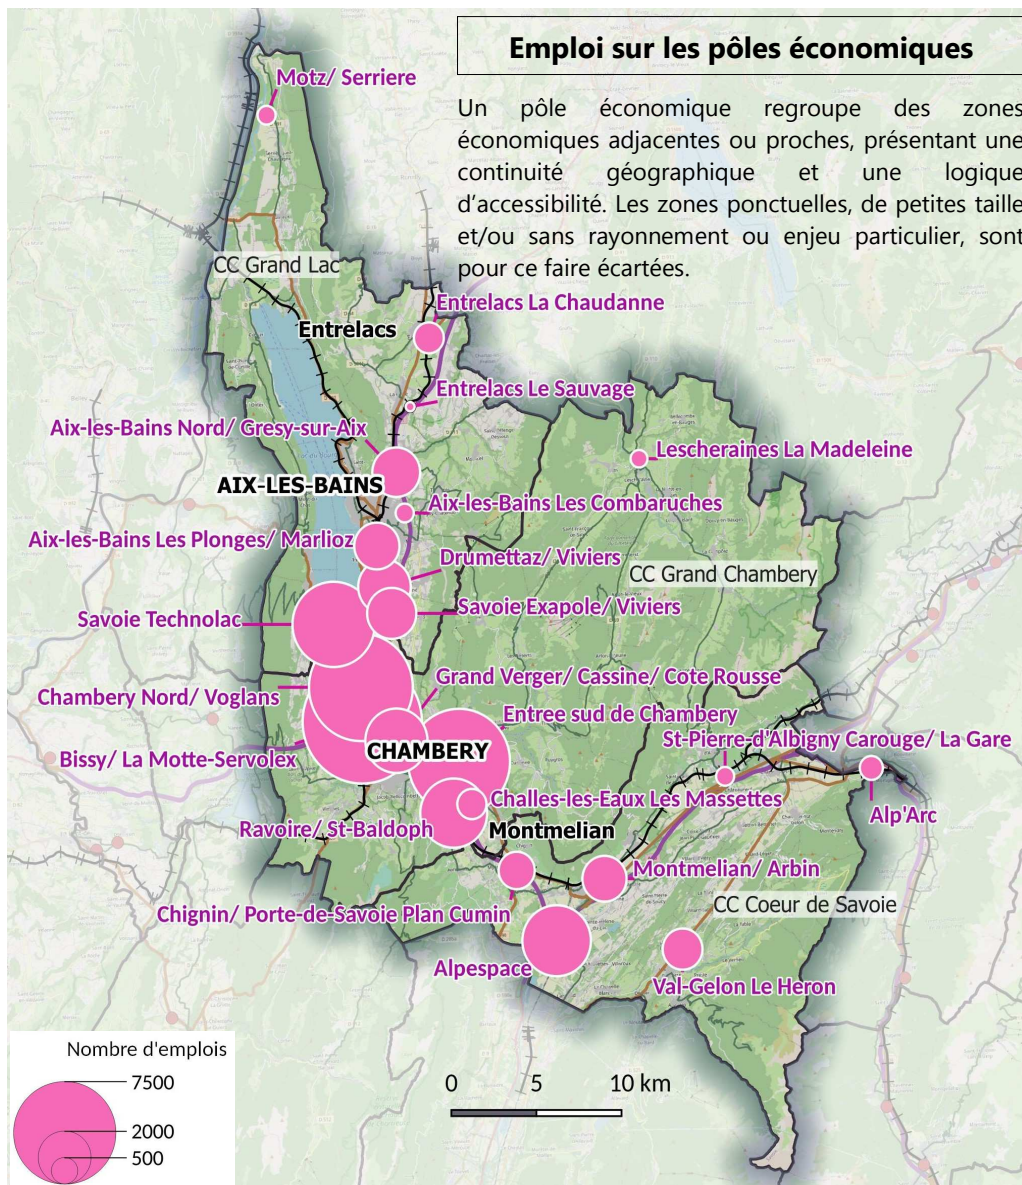 Emploi sur les pôles économiques
Un pôle économique regroupe des zones
économiques adjacentes ou proches, présentant une
continuité géographique et une logique
d'accessibilité. Les zones ponctuelles, de petites taille
et/ou sans rayonnement ou enjeu particulier, sont
pour ce faire écartées.
Motz/ Serriere
CC Grand Lac
Entrelacs La Chaudanne
Entrelacs
Entrelacs Le Sauvage
Aix-les-Bains Nord/ Gresy-sur-Aix
Lescheraines La Madeleine
AIX-LES-BAINS
Aix-les-Bains Les Combaruches
Aix-les-Bains Les Plonges/ Marlioz
Drumettaz/ Viviers
CC Grand Chambery
Savoie Technolac
Savoie Exapole/ Viviers
Chambery Nord/ Voglans
Grand Verger/ Cassine/ Cote Rousse
Entree sud de Chambery
St-Pierre-d'Albigny Carouge/ La Gare
Bissy/ La Motte-Servolex
CHAMBERY
Challes-les-Eaux Les Massettes
Alp'Arc
Ravoire/ St-Baldoph
Montmelian
Montmelian/ Arbin
CC Coeur de Savoie
Chignin/ Porte-de-Savoie Plan Cumin
Alpespace
Val-Gelon Le Heron
Nombre d'emplois
7500
2000
500
0 5 10 km